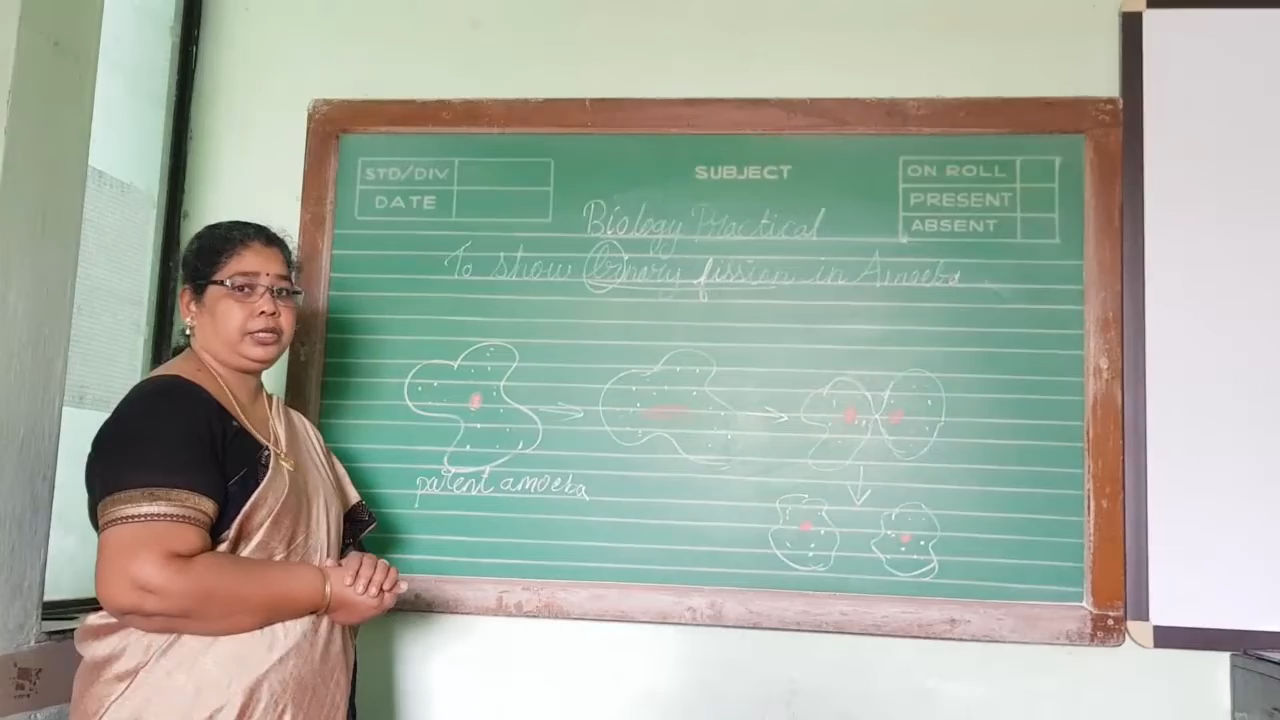 STD/DIV
DATE
SUBJECT
ON ROLL
PRESENT
ABSENT
Biology Practical
To show binary fission in Amoeba.
parent amoeba